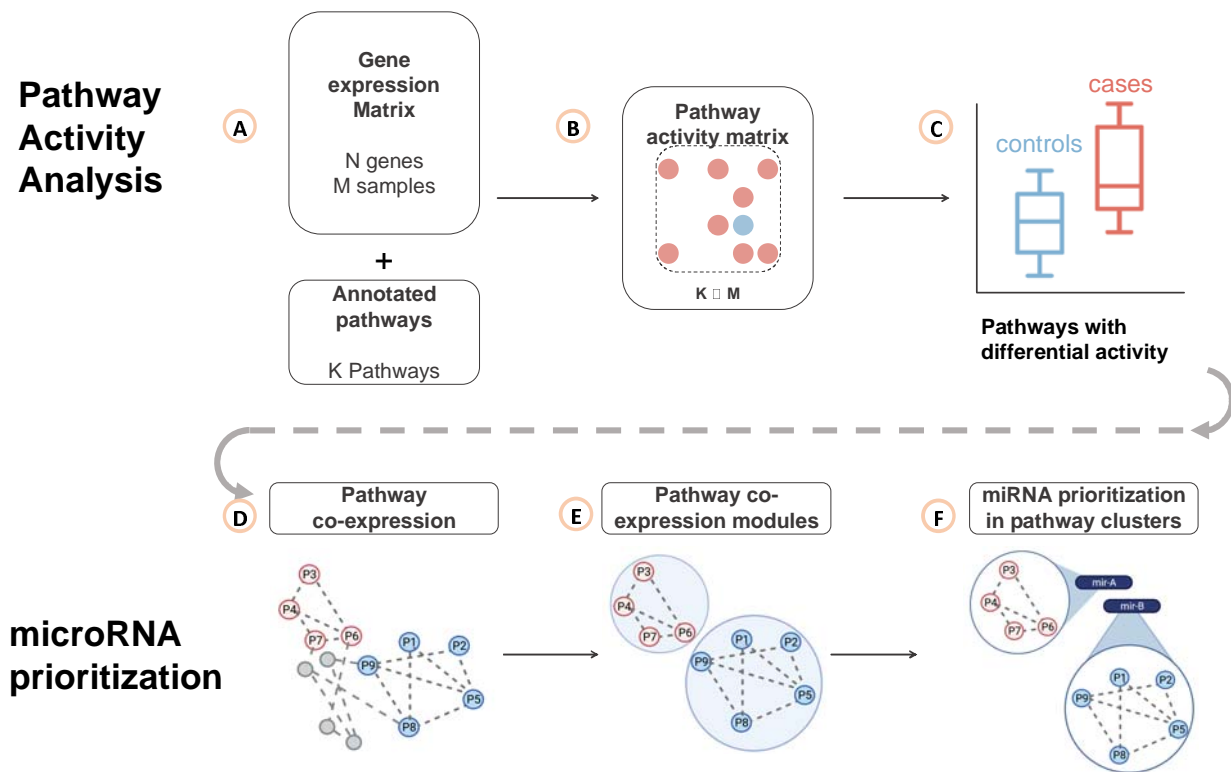 Pathway
Activity
Analysis
A
Gene
expression
Matrix
N genes
M samples
+
Annotated
pathways
K Pathways
B
Pathway
activity matrix
K □ M
C
cases
controls
Pathways with
differential activity
microRNA
prioritization
D
Pathway
co-expression
P3
P4
P7
P6
P1
P2
P9
P5
P8
E
Pathway co-
expression modules
P3
P4
P7
P6
P1
P2
P9
P5
P8
F
miRNA prioritization
in pathway clusters
P3
P4
P7
P6
mir-A
mir-B
P1
P2
P9
P5
P8